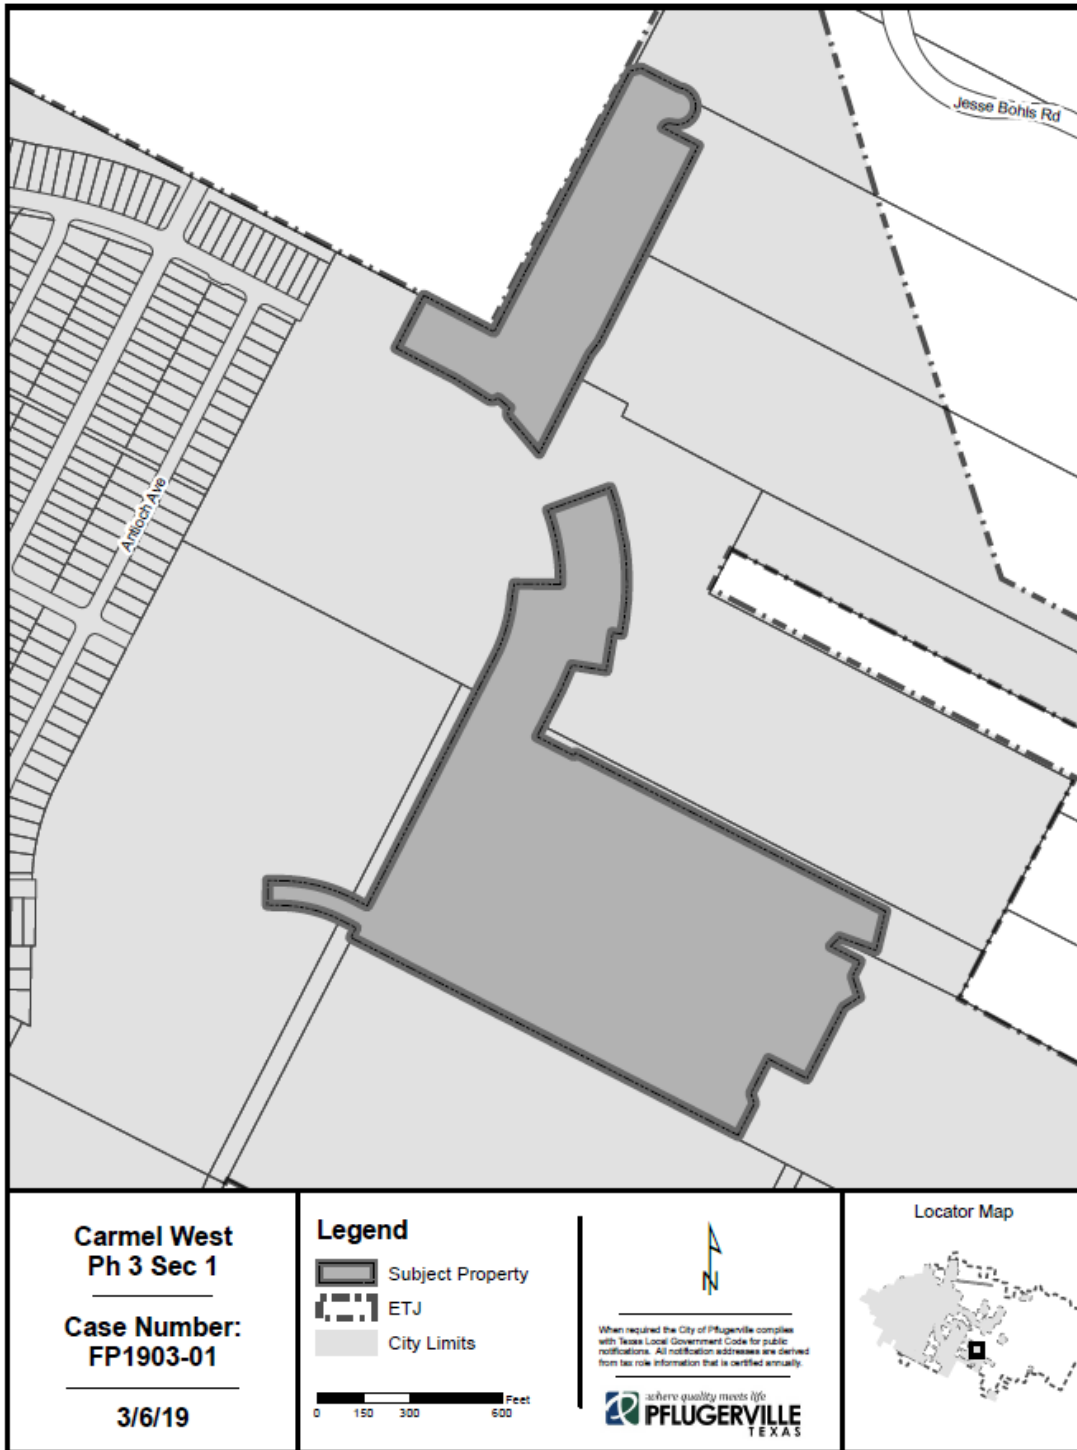 Jesse Bohls Rd
Antioch Ave
Carmel West
Ph 3 Sec 1
Case Number:
FP1903-01
3/6/19
Legend
Subject Property
ETJ
City Limits
0 150 300 600 Feet
N
When required the City of Pflugerville complies
with Texas Local Government Code for public
notifications. All notification addresses are derived
from tax role information that is certified annually.
where quality meets life
PFLUGERVILLE
TEXAS
Locator Map